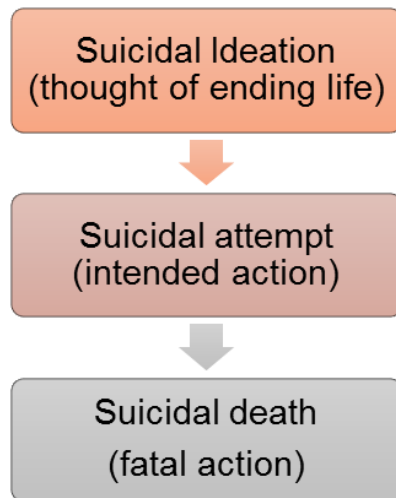 Suicidal Ideation
(thought of ending life)
Suicidal attempt
(intended action)
Suicidal death
(fatal action)